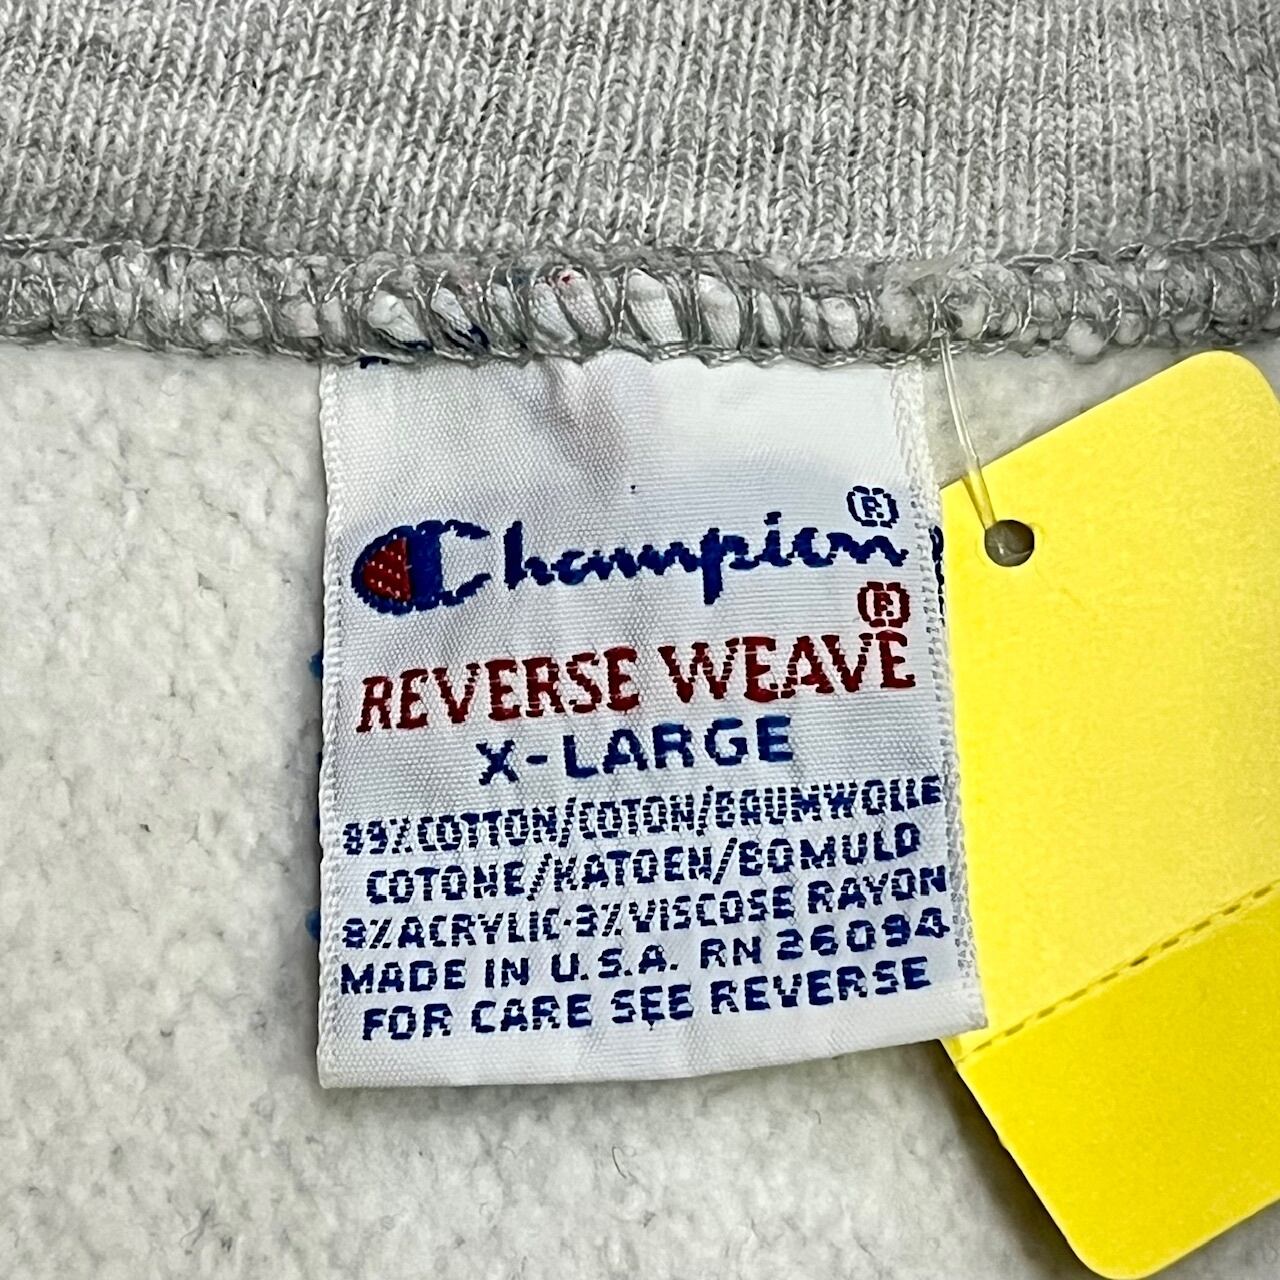 Champion®
REVERSE WEAVE®
X-LARGE
89% COTTON/COTON/BAUMWOLLE
COTONE/KATOEN/BOMULD
8% ACRYLIC·3% VISCOSE RAYON
MADE IN U.S.A. RN 26094
FOR CARE SEE REVERSE